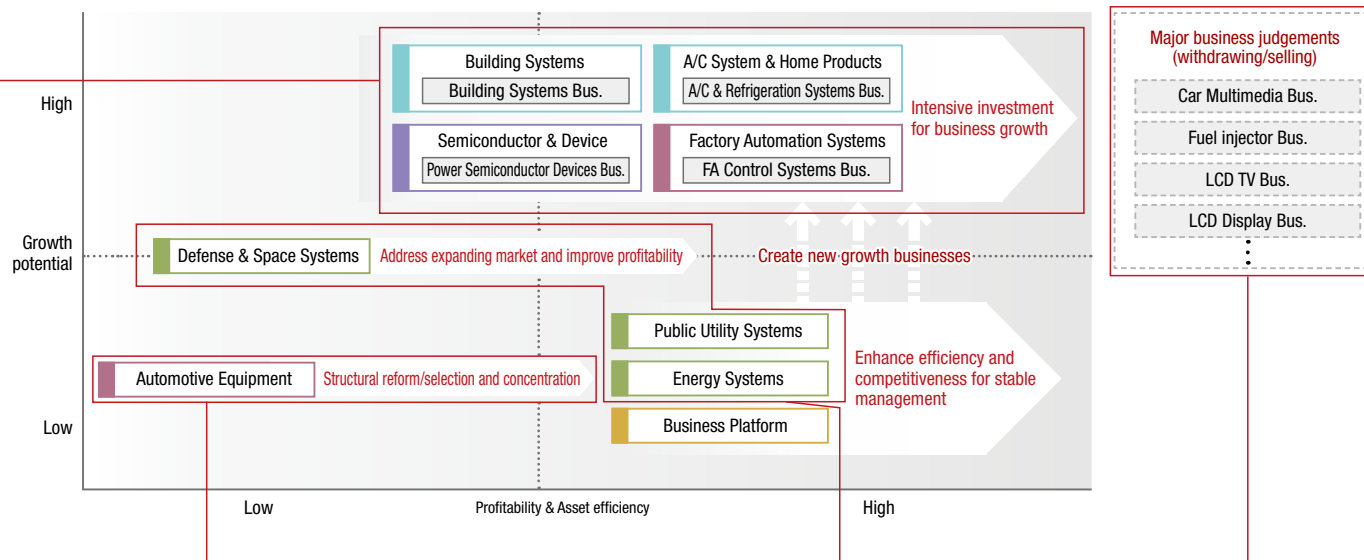 High
Growth
potential
Low
Building Systems
Building Systems Bus.
A/C System & Home Products
A/C & Refrigeration Systems Bus.
Semiconductor & Device
Power Semiconductor Devices Bus.
Factory Automation Systems
FA Control Systems Bus.
Intensive investment
for business growth
Defense & Space Systems
Address expanding market and improve profitability
Create new growth businesses
Public Utility Systems
Energy Systems
Business Platform
Enhance efficiency and
competitiveness for stable
management
Automotive Equipment
Structural reform/selection and concentration
Low
Profitability & Asset efficiency
High
Major business judgements
(withdrawing/selling)
Car Multimedia Bus.
Fuel injector Bus.
LCD TV Bus.
LCD Display Bus.